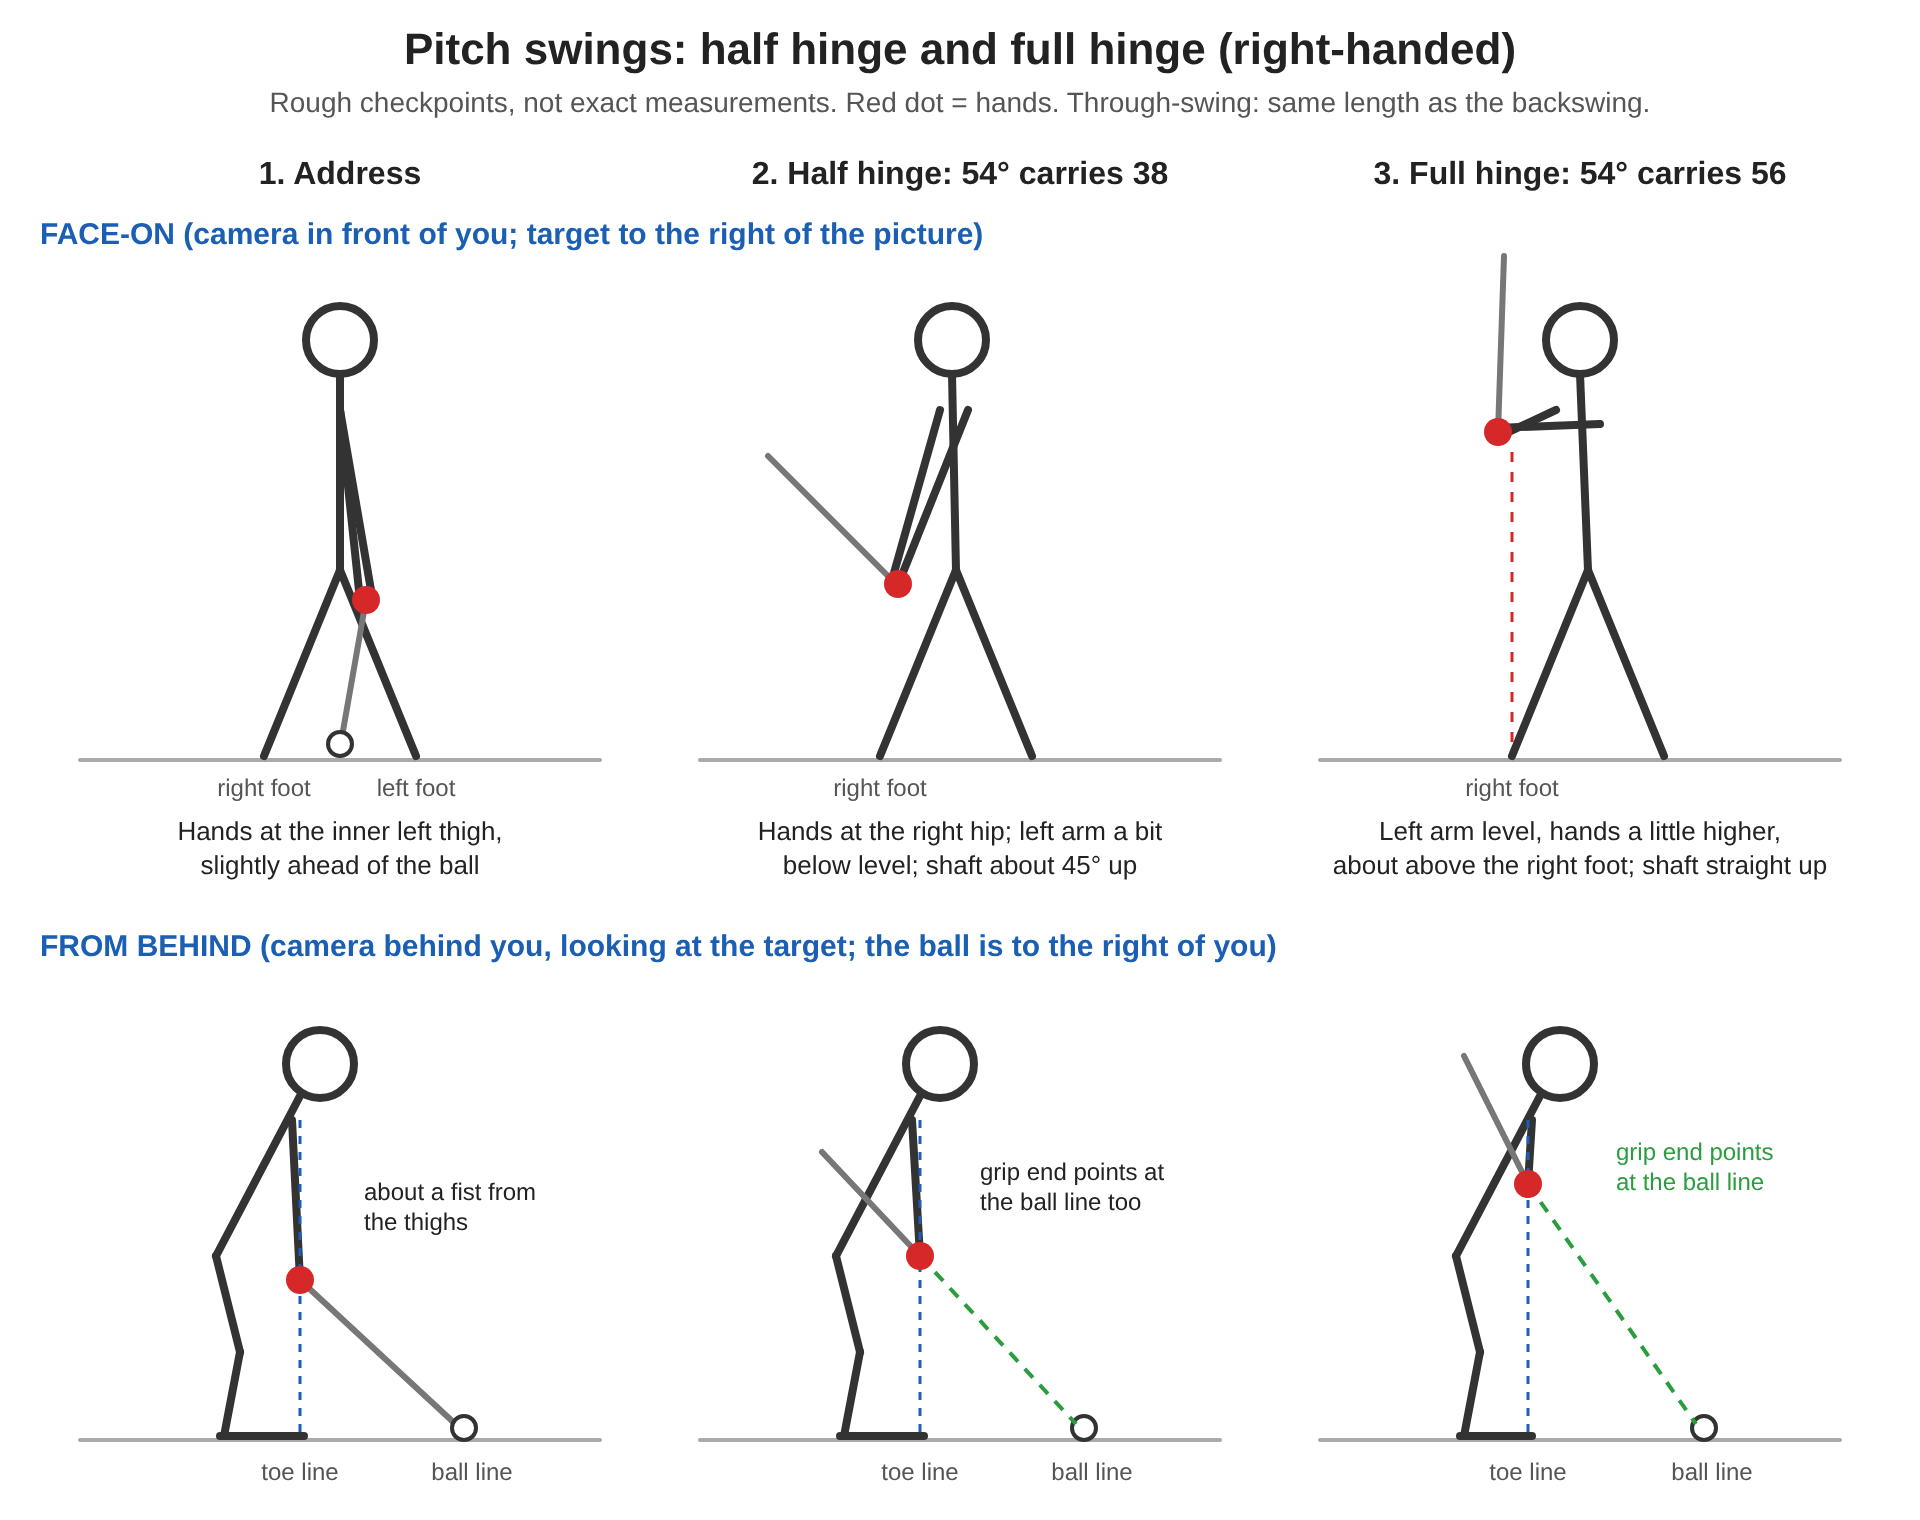 Pitch swings: half hinge and full hinge (right-handed)
Rough checkpoints, not exact measurements. Red dot = hands. Through-swing: same length as the backswing.
1. Address
2. Half hinge: 54° carries 38
3. Full hinge: 54° carries 56
FACE-ON (camera in front of you; target to the right of the picture)
right foot
left foot
right foot
right foot
Hands at the inner left thigh,
slightly ahead of the ball
Hands at the right hip; left arm a bit
below level; shaft about 45° up
Left arm level, hands a little higher,
about above the right foot; shaft straight up
FROM BEHIND (camera behind you, looking at the target; the ball is to the right of you)
about a fist from
the thighs
grip end points at
the ball line too
grip end points
at the ball line
toe line
ball line
toe line
ball line
toe line
ball line